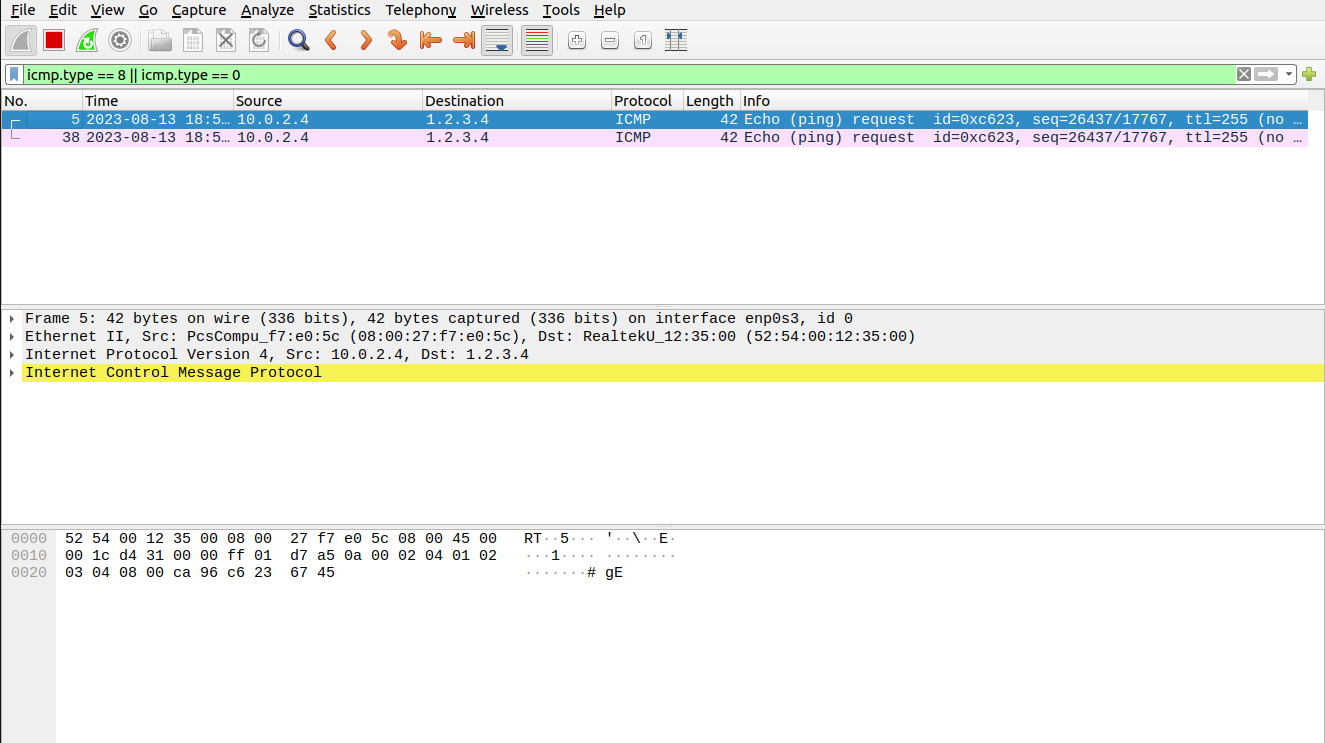 File Edit View Go Capture Analyze Statistics Telephony Wireless Tools Help
icmp.type == 8 || icmp.type == 0
No. Time Source Destination Protocol Length Info
5 2023-08-13 18:5… 10.0.2.4 1.2.3.4 ICMP 42 Echo (ping) request id=0xc623, seq=26437/17767, ttl=255 (no …
38 2023-08-13 18:5… 10.0.2.4 1.2.3.4 ICMP 42 Echo (ping) request id=0xc623, seq=26437/17767, ttl=255 (no …
Frame 5: 42 bytes on wire (336 bits), 42 bytes captured (336 bits) on interface enp0s3, id 0
Ethernet II, Src: PcsCompu_f7:e0:5c (08:00:27:f7:e0:5c), Dst: RealtekU_12:35:00 (52:54:00:12:35:00)
Internet Protocol Version 4, Src: 10.0.2.4, Dst: 1.2.3.4
Internet Control Message Protocol
0000 52 54 00 12 35 00 08 00 27 f7 e0 5c 08 00 45 00 RT··5··· '··\··E·
0010 00 1c d4 31 00 00 ff 01 d7 a5 0a 00 02 04 01 02 ···1···· ········
0020 03 04 08 00 ca 96 c6 23 67 45 ·······# gE